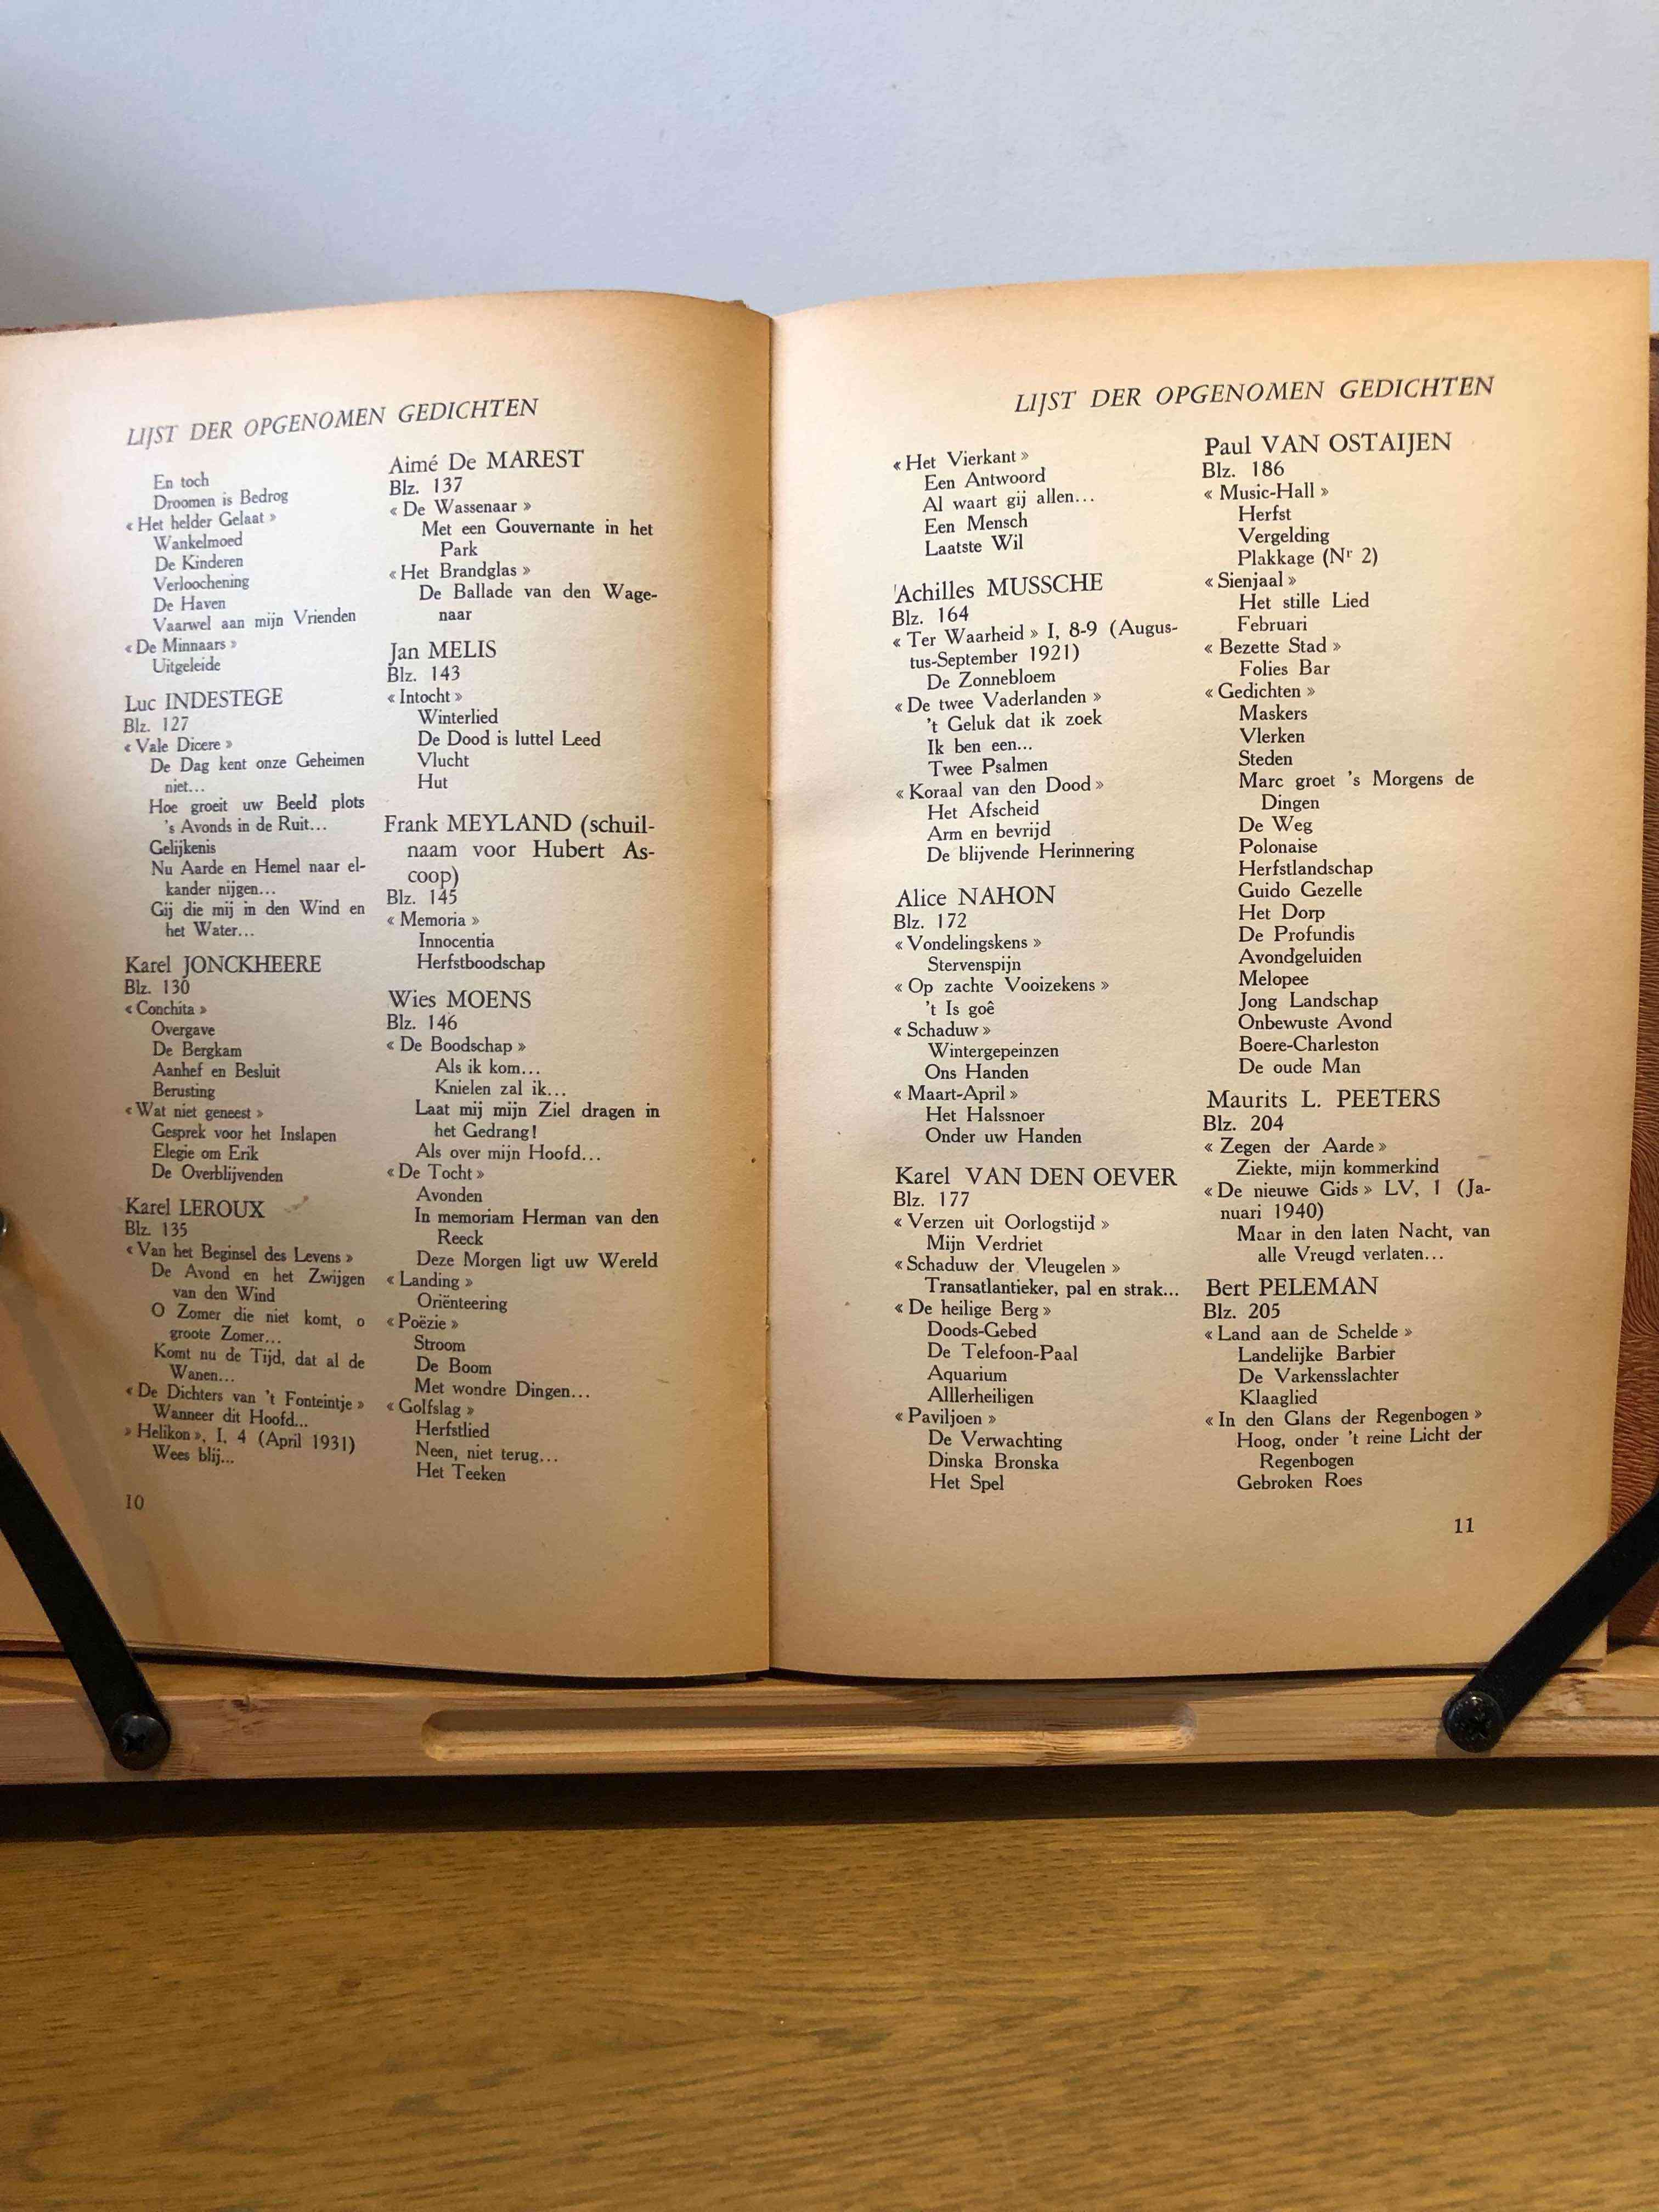 LIJST DER OPGENOMEN GEDICHTEN
En toch
Droomen is Bedrog
« Het helder Gelaat »
Wankelmoed
De Kinderen
Verloochening
De Haven
Vaarwel aan mijn Vrienden
« De Minnaars »
Uitgeleide
Luc INDESTEGE
Blz. 127
« Vale Dicere »
De Dag kent onze Geheimen
niet...
Hoe groeit uw Beeld plots
's Avonds in de Ruit...
Gelijkenis
Nu Aarde en Hemel naar el-
kander nijgen...
Gij die mij in den Wind en
het Water...
Karel JONCKHEERE
Blz. 130
« Conchita »
Overgave
De Bergkam
Aanhef en Besluit
Berusting
« Wat niet geneest »
Gesprek voor het Inslapen
Elegie om Erik
De Overblijvenden
Karel LEROUX
Blz. 135
« Van het Beginsel des Levens »
De Avond en het Zwijgen
van den Wind
O Zomer die niet komt, o
groote Zomer...
Komt nu de Tijd, dat al de
Wanen...
« De Dichters van 't Fonteintje »
Wanneer dit Hoofd...
» Helikon », I, 4 (April 1931)
Wees blij...
10
Aimé De MAREST
Blz. 137
« De Wassenaar »
Met een Gouvernante in het
Park
« Het Brandglas »
De Ballade van den Wage-
naar
Jan MELIS
Blz. 143
« Intocht »
Winterlied
De Dood is luttel Leed
Vlucht
Hut
Frank MEYLAND (schuil-
naam voor Hubert As-
coop)
Blz. 145
« Memoria »
Innocentia
Herfstboodschap
Wies MOENS
Blz. 146
« De Boodschap »
Als ik kom...
Knielen zal ik...
Laat mij mijn Ziel dragen in
het Gedrang!
Als over mijn Hoofd...
« De Tocht »
Avonden
In memoriam Herman van den
Reeck
Deze Morgen ligt uw Wereld
« Landing »
Oriënteering
« Poëzie »
Stroom
De Boom
Met wondre Dingen...
« Golfslag »
Herfstlied
Neen, niet terug...
Het Teeken
LIJST DER OPGENOMEN GEDICHTEN
« Het Vierkant »
Een Antwoord
Al waart gij allen...
Een Mensch
Laatste Wil
'Achilles MUSSCHE
Blz. 164
« Ter Waarheid » I, 8-9 (Augus-
tus-September 1921)
De Zonnebloem
« De twee Vaderlanden »
't Geluk dat ik zoek
Ik ben een...
Twee Psalmen
« Koraal van den Dood »
Het Afscheid
Arm en bevrijd
De blijvende Herinnering
Alice NAHON
Blz. 172
« Vondelingskens »
Stervenspijn
« Op zachte Vooizekens »
't Is goê
« Schaduw »
Wintergepeinzen
Ons Handen
« Maart-April »
Het Halssnoer
Onder uw Handen
Karel VAN DEN OEVER
Blz. 177
« Verzen uit Oorlogstijd »
Mijn Verdriet
« Schaduw der Vleugelen »
Transatlantieker, pal en strak...
« De heilige Berg »
Doods-Gebed
De Telefoon-Paal
Aquarium
Alllerheiligen
« Paviljoen »
De Verwachting
Dinska Bronska
Het Spel
Paul VAN OSTAIJEN
Blz. 186
« Music-Hall »
Herfst
Vergelding
Plakkage (Nr 2)
« Sienjaal »
Het stille Lied
Februari
« Bezette Stad »
Folies Bar
« Gedichten »
Maskers
Vlerken
Steden
Marc groet 's Morgens de
Dingen
De Weg
Polonaise
Herfstlandschap
Guido Gezelle
Het Dorp
De Profundis
Avondgeluiden
Melopee
Jong Landschap
Onbewuste Avond
Boere-Charleston
De oude Man
Maurits L. PEETERS
Blz. 204
« Zegen der Aarde »
Ziekte, mijn kommerkind
« De nieuwe Gids » LV, 1 (Ja-
nuari 1940)
Maar in den laten Nacht, van
alle Vreugd verlaten...
Bert PELEMAN
Blz. 205
« Land aan de Schelde »
Landelijke Barbier
De Varkensslachter
Klaaglied
« In den Glans der Regenbogen »
Hoog, onder 't reine Licht der
Regenbogen
Gebroken Roes
11